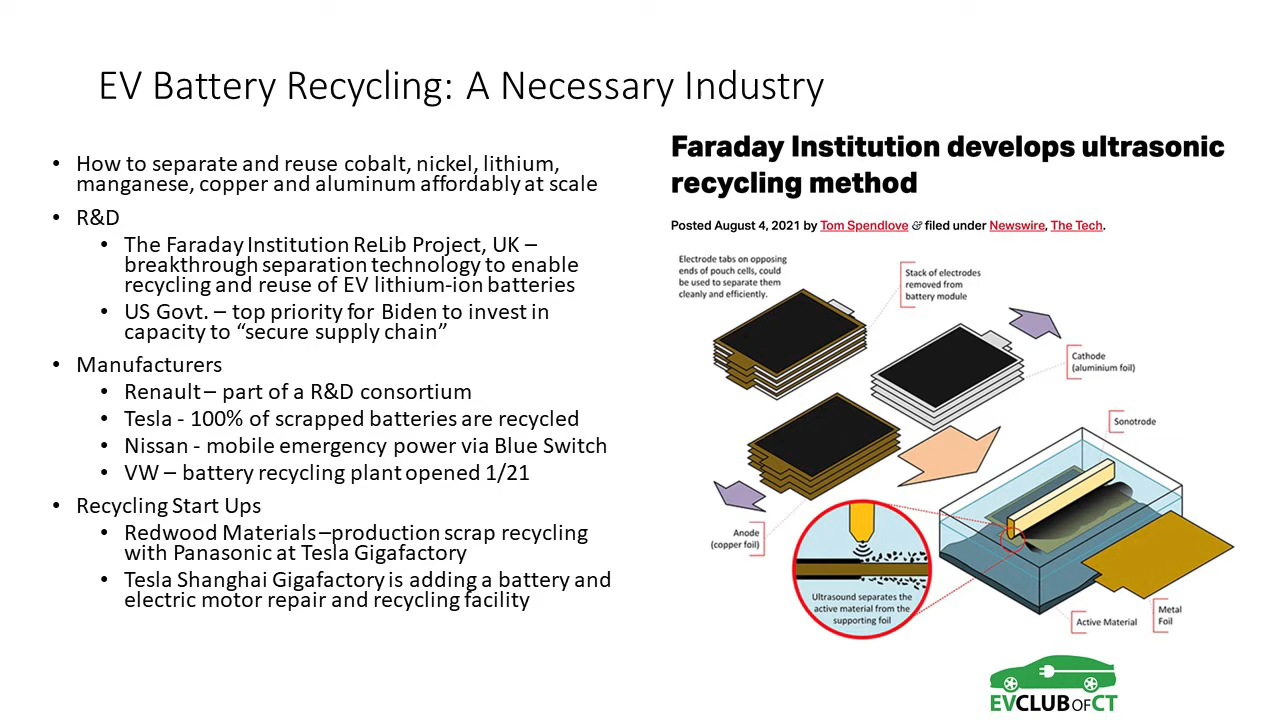 EV Battery Recycling: A Necessary Industry
• How to separate and reuse cobalt, nickel, lithium,
manganese, copper and aluminum affordably at scale
• R&D
• The Faraday Institution ReLib Project, UK –
breakthrough separation technology to enable
recycling and reuse of EV lithium-ion batteries
• US Govt. – top priority for Biden to invest in
capacity to “secure supply chain”
• Manufacturers
• Renault – part of a R&D consortium
• Tesla - 100% of scrapped batteries are recycled
• Nissan - mobile emergency power via Blue Switch
• VW – battery recycling plant opened 1/21
• Recycling Start Ups
• Redwood Materials –production scrap recycling
with Panasonic at Tesla Gigafactory
• Tesla Shanghai Gigafactory is adding a battery and
electric motor repair and recycling facility
Faraday Institution develops ultrasonic
recycling method
Posted August 4, 2021 by Tom Spendlove & filed under Newswire, The Tech.
Electrode tabs on opposing
ends of pouch cells, could
be used to separate them
cleanly and efficiently.
Stack of electrodes
removed from
battery module
Cathode
(aluminium foil)
Sonotrode
Anode
(copper foil)
Ultrasound separates the
active material from the
supporting foil
Active Material
Metal
Foil
EVCLUBOFCT